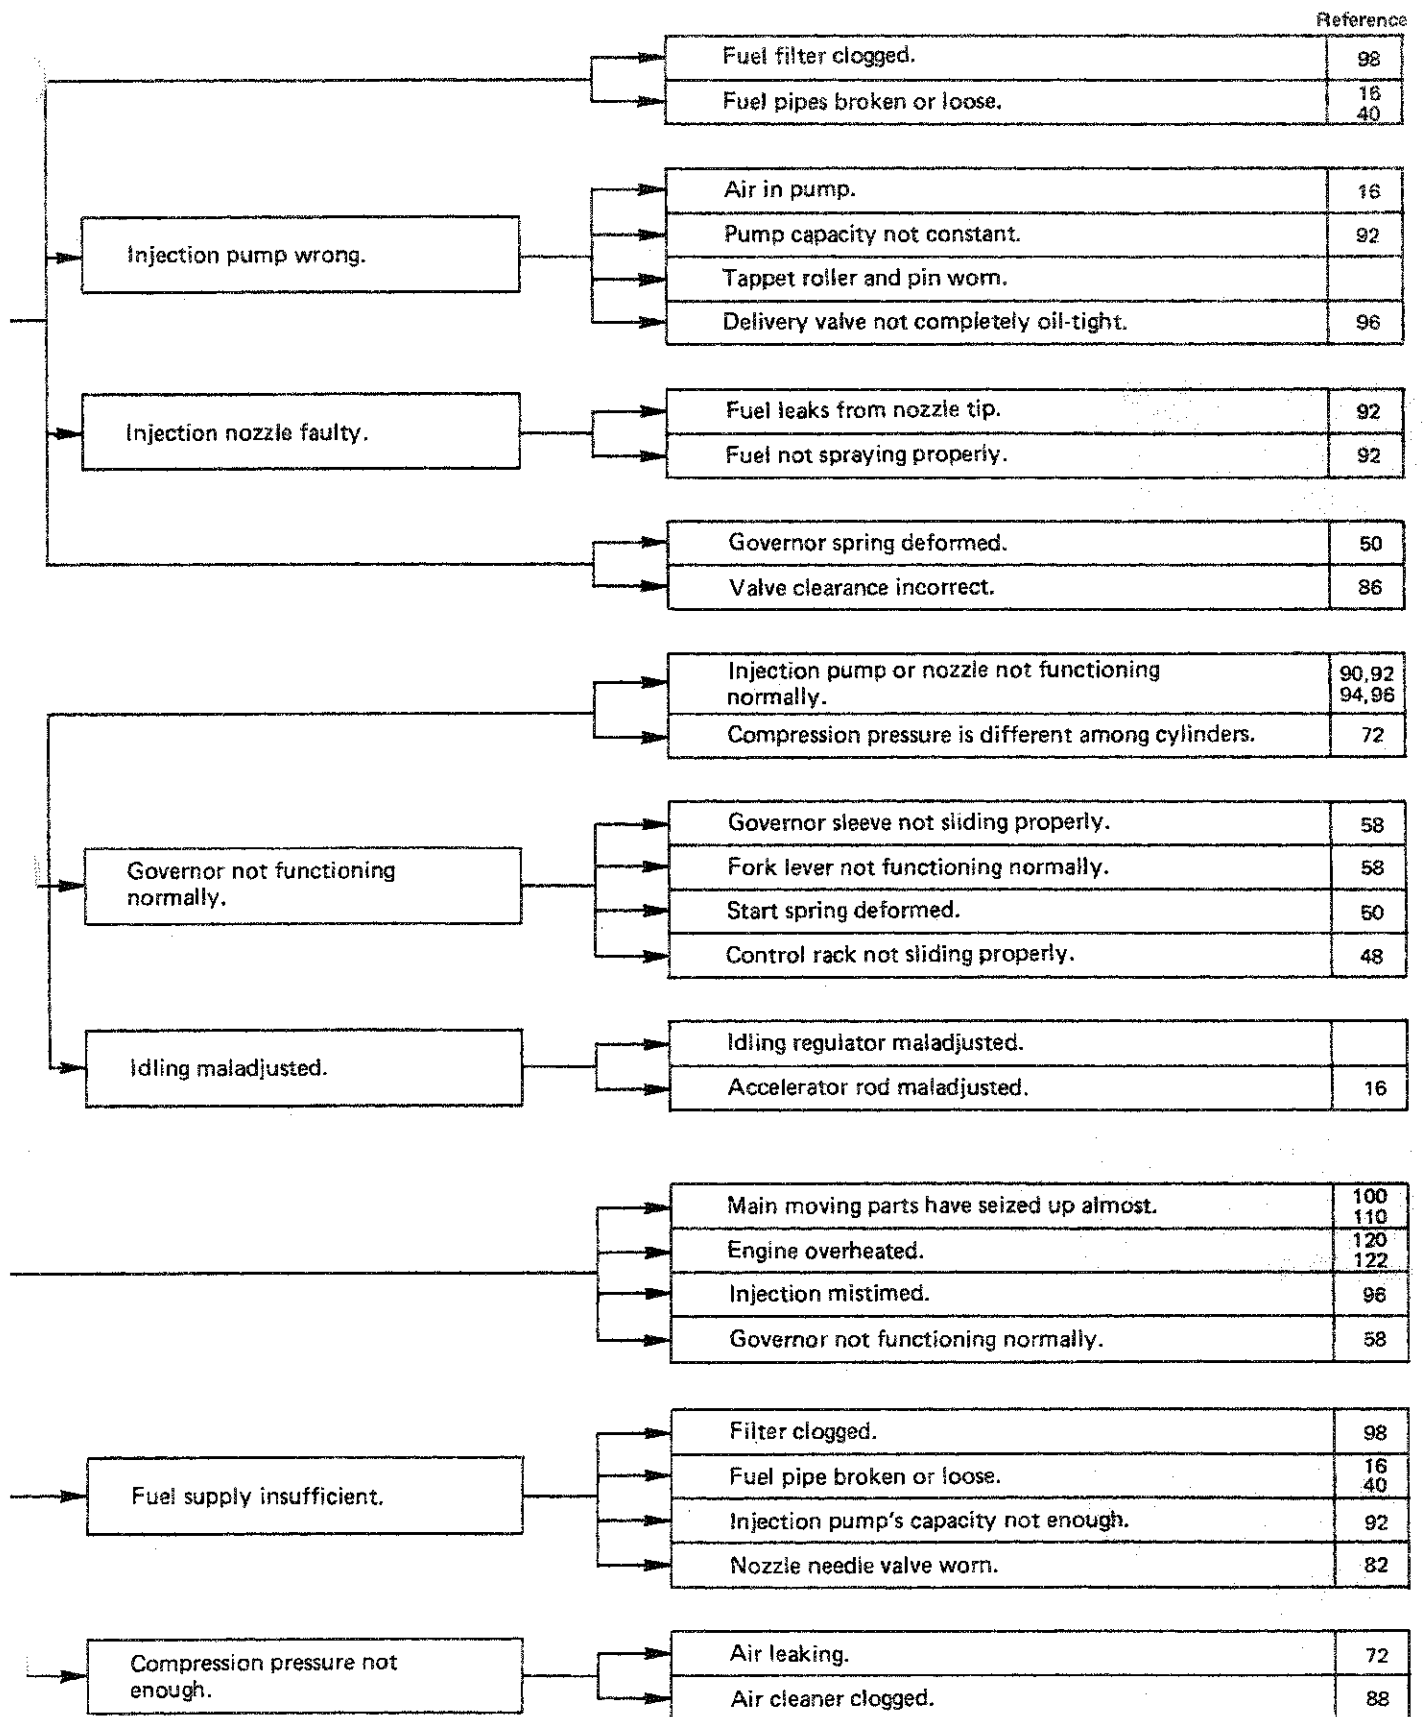 Reference
Fuel filter clogged. 98
Fuel pipes broken or loose. 16
40
Air in pump. 16
Pump capacity not constant. 92
Injection pump wrong.
Tappet roller and pin worn.
Delivery valve not completely oil-tight. 96
Fuel leaks from nozzle tip. 92
Injection nozzle faulty.
Fuel not spraying properly. 92
Governor spring deformed. 50
Valve clearance incorrect. 86
Injection pump or nozzle not functioning 90,92
normally. 94,96
Compression pressure is different among cylinders. 72
Governor sleeve not sliding properly. 58
Governor not functioning
normally.
Fork lever not functioning normally. 58
Start spring deformed. 50
Control rack not sliding properly. 48
Idling regulator maladjusted.
Idling maladjusted.
Accelerator rod maladjusted. 16
Main moving parts have seized up almost. 100
110
Engine overheated. 120
122
Injection mistimed. 96
Governor not functioning normally. 58
Filter clogged. 98
Fuel pipe broken or loose. 16
40
Fuel supply insufficient.
Injection pump's capacity not enough. 92
Nozzle needle valve worn. 82
Air leaking. 72
Compression pressure not
enough.
Air cleaner clogged. 88